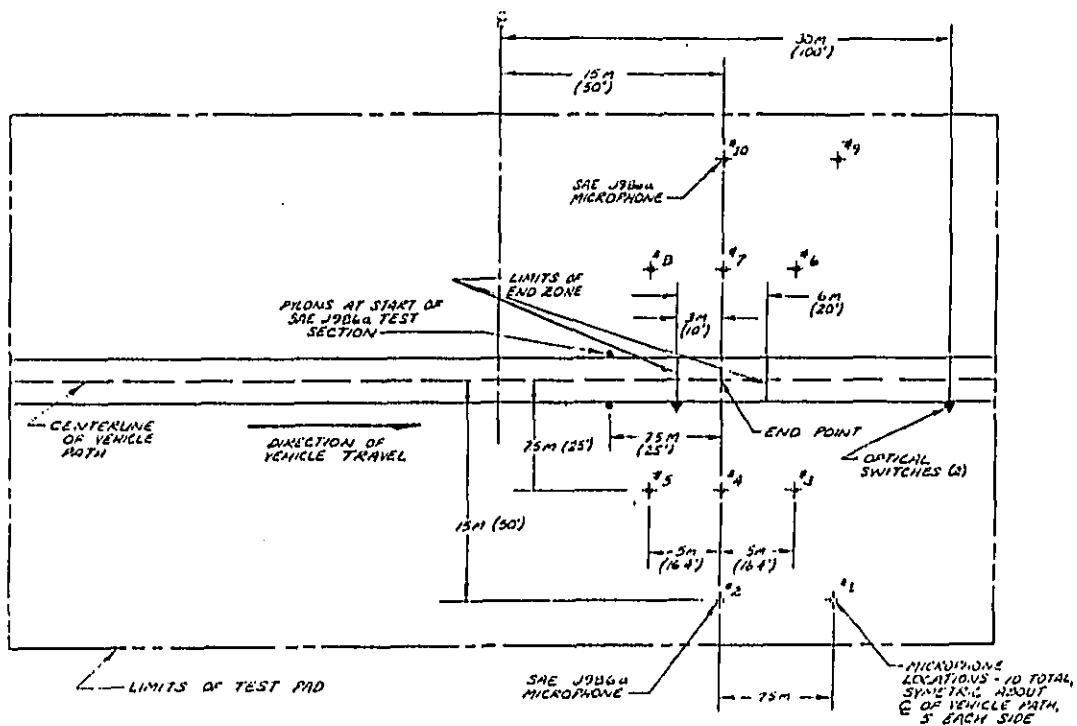 ℄
30M
(100')
15M
(50')
#10
#9
SAE J986a
MICROPHONE
#8
#7
#6
LIMITS OF
END ZONE
6M
(20')
3M
(10')
PYLONS AT START OF
SAE J986a TEST
SECTION
CENTERLINE
OF VEHICLE
PATH
DIRECTION OF
VEHICLE TRAVEL
7.5M (25')
7.5M
(25')
END POINT
OPTICAL
SWITCHES (2)
#5
#4
#3
15M (50')
5M
(16.4')
5M
(16.4')
#2
#1
LIMITS OF TEST PAD
SAE J986a
MICROPHONE
7.5M
MICROPHONE
LOCATIONS - 10 TOTAL,
SYMETRIC ABOUT
℄ OF VEHICLE PATH,
5 EACH SIDE